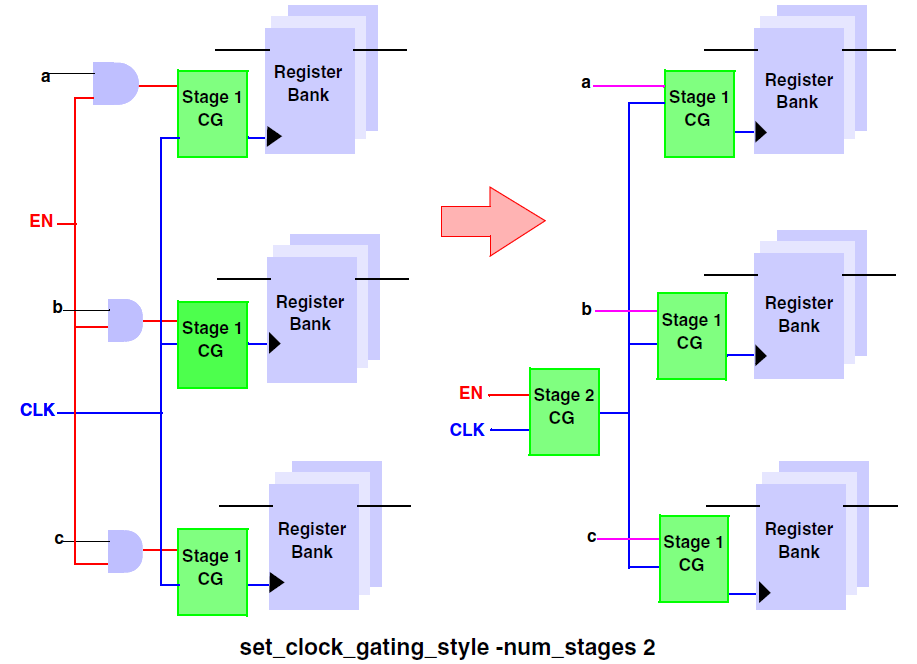 a
Stage 1
CG
Register
Bank
EN
b
Stage 1
CG
Register
Bank
CLK
c
Stage 1
CG
Register
Bank
a
Stage 1
CG
Register
Bank
b
Stage 1
CG
Register
Bank
EN
CLK
Stage 2
CG
c
Stage 1
CG
Register
Bank
set_clock_gating_style -num_stages 2